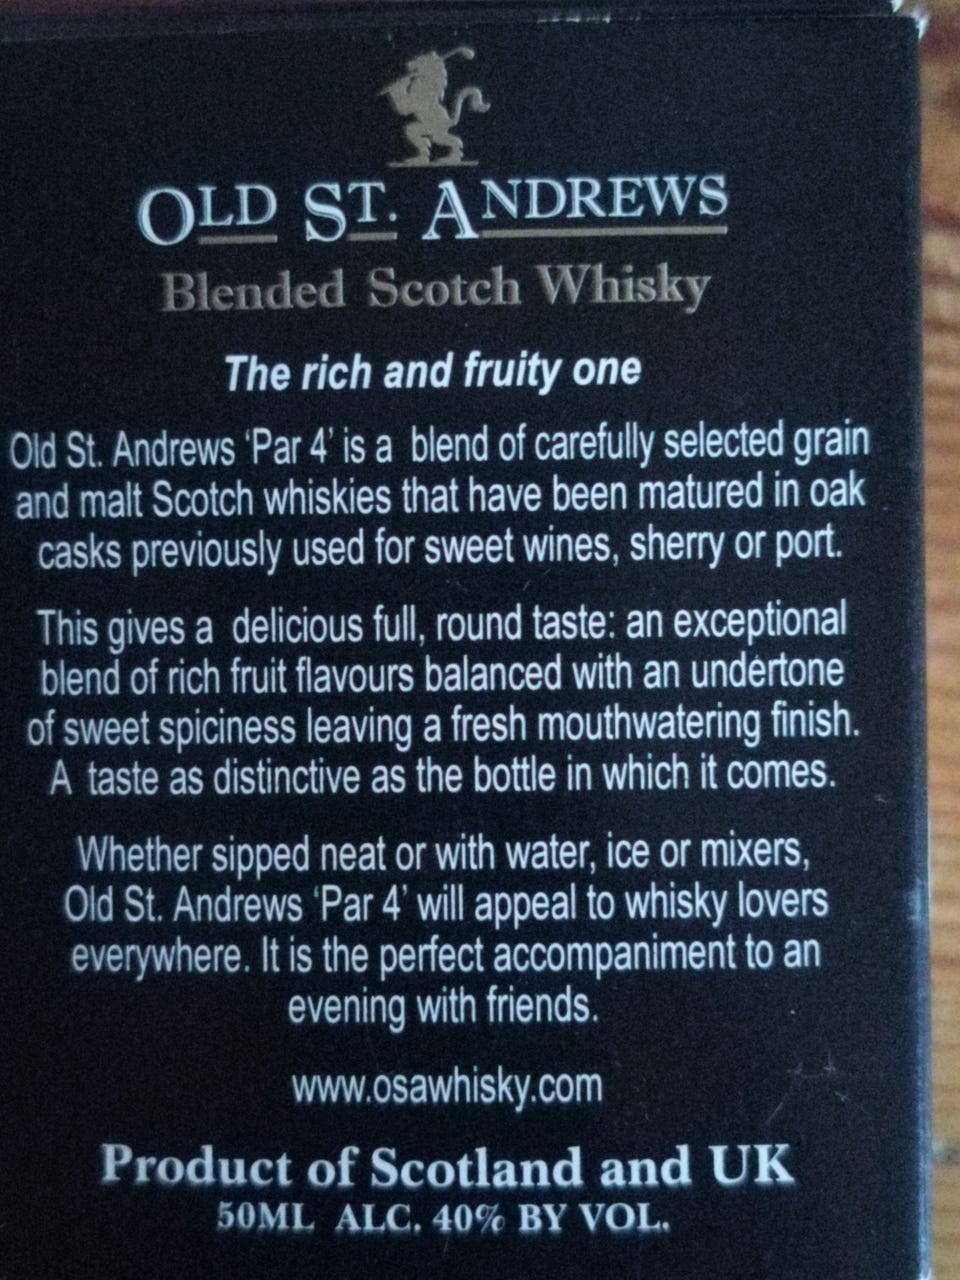 OLD ST. ANDREWS
Blended Scotch Whisky
The rich and fruity one
Old St. Andrews ‘Par 4’ is a blend of carefully selected grain
and malt Scotch whiskies that have been matured in oak
casks previously used for sweet wines, sherry or port.
This gives a delicious full, round taste: an exceptional
blend of rich fruit flavours balanced with an undertone
of sweet spiciness leaving a fresh mouthwatering finish.
A taste as distinctive as the bottle in which it comes.
Whether sipped neat or with water, ice or mixers,
Old St. Andrews ‘Par 4’ will appeal to whisky lovers
everywhere. It is the perfect accompaniment to an
evening with friends.
www.osawhisky.com
Product of Scotland and UK
50ML ALC. 40% BY VOL.